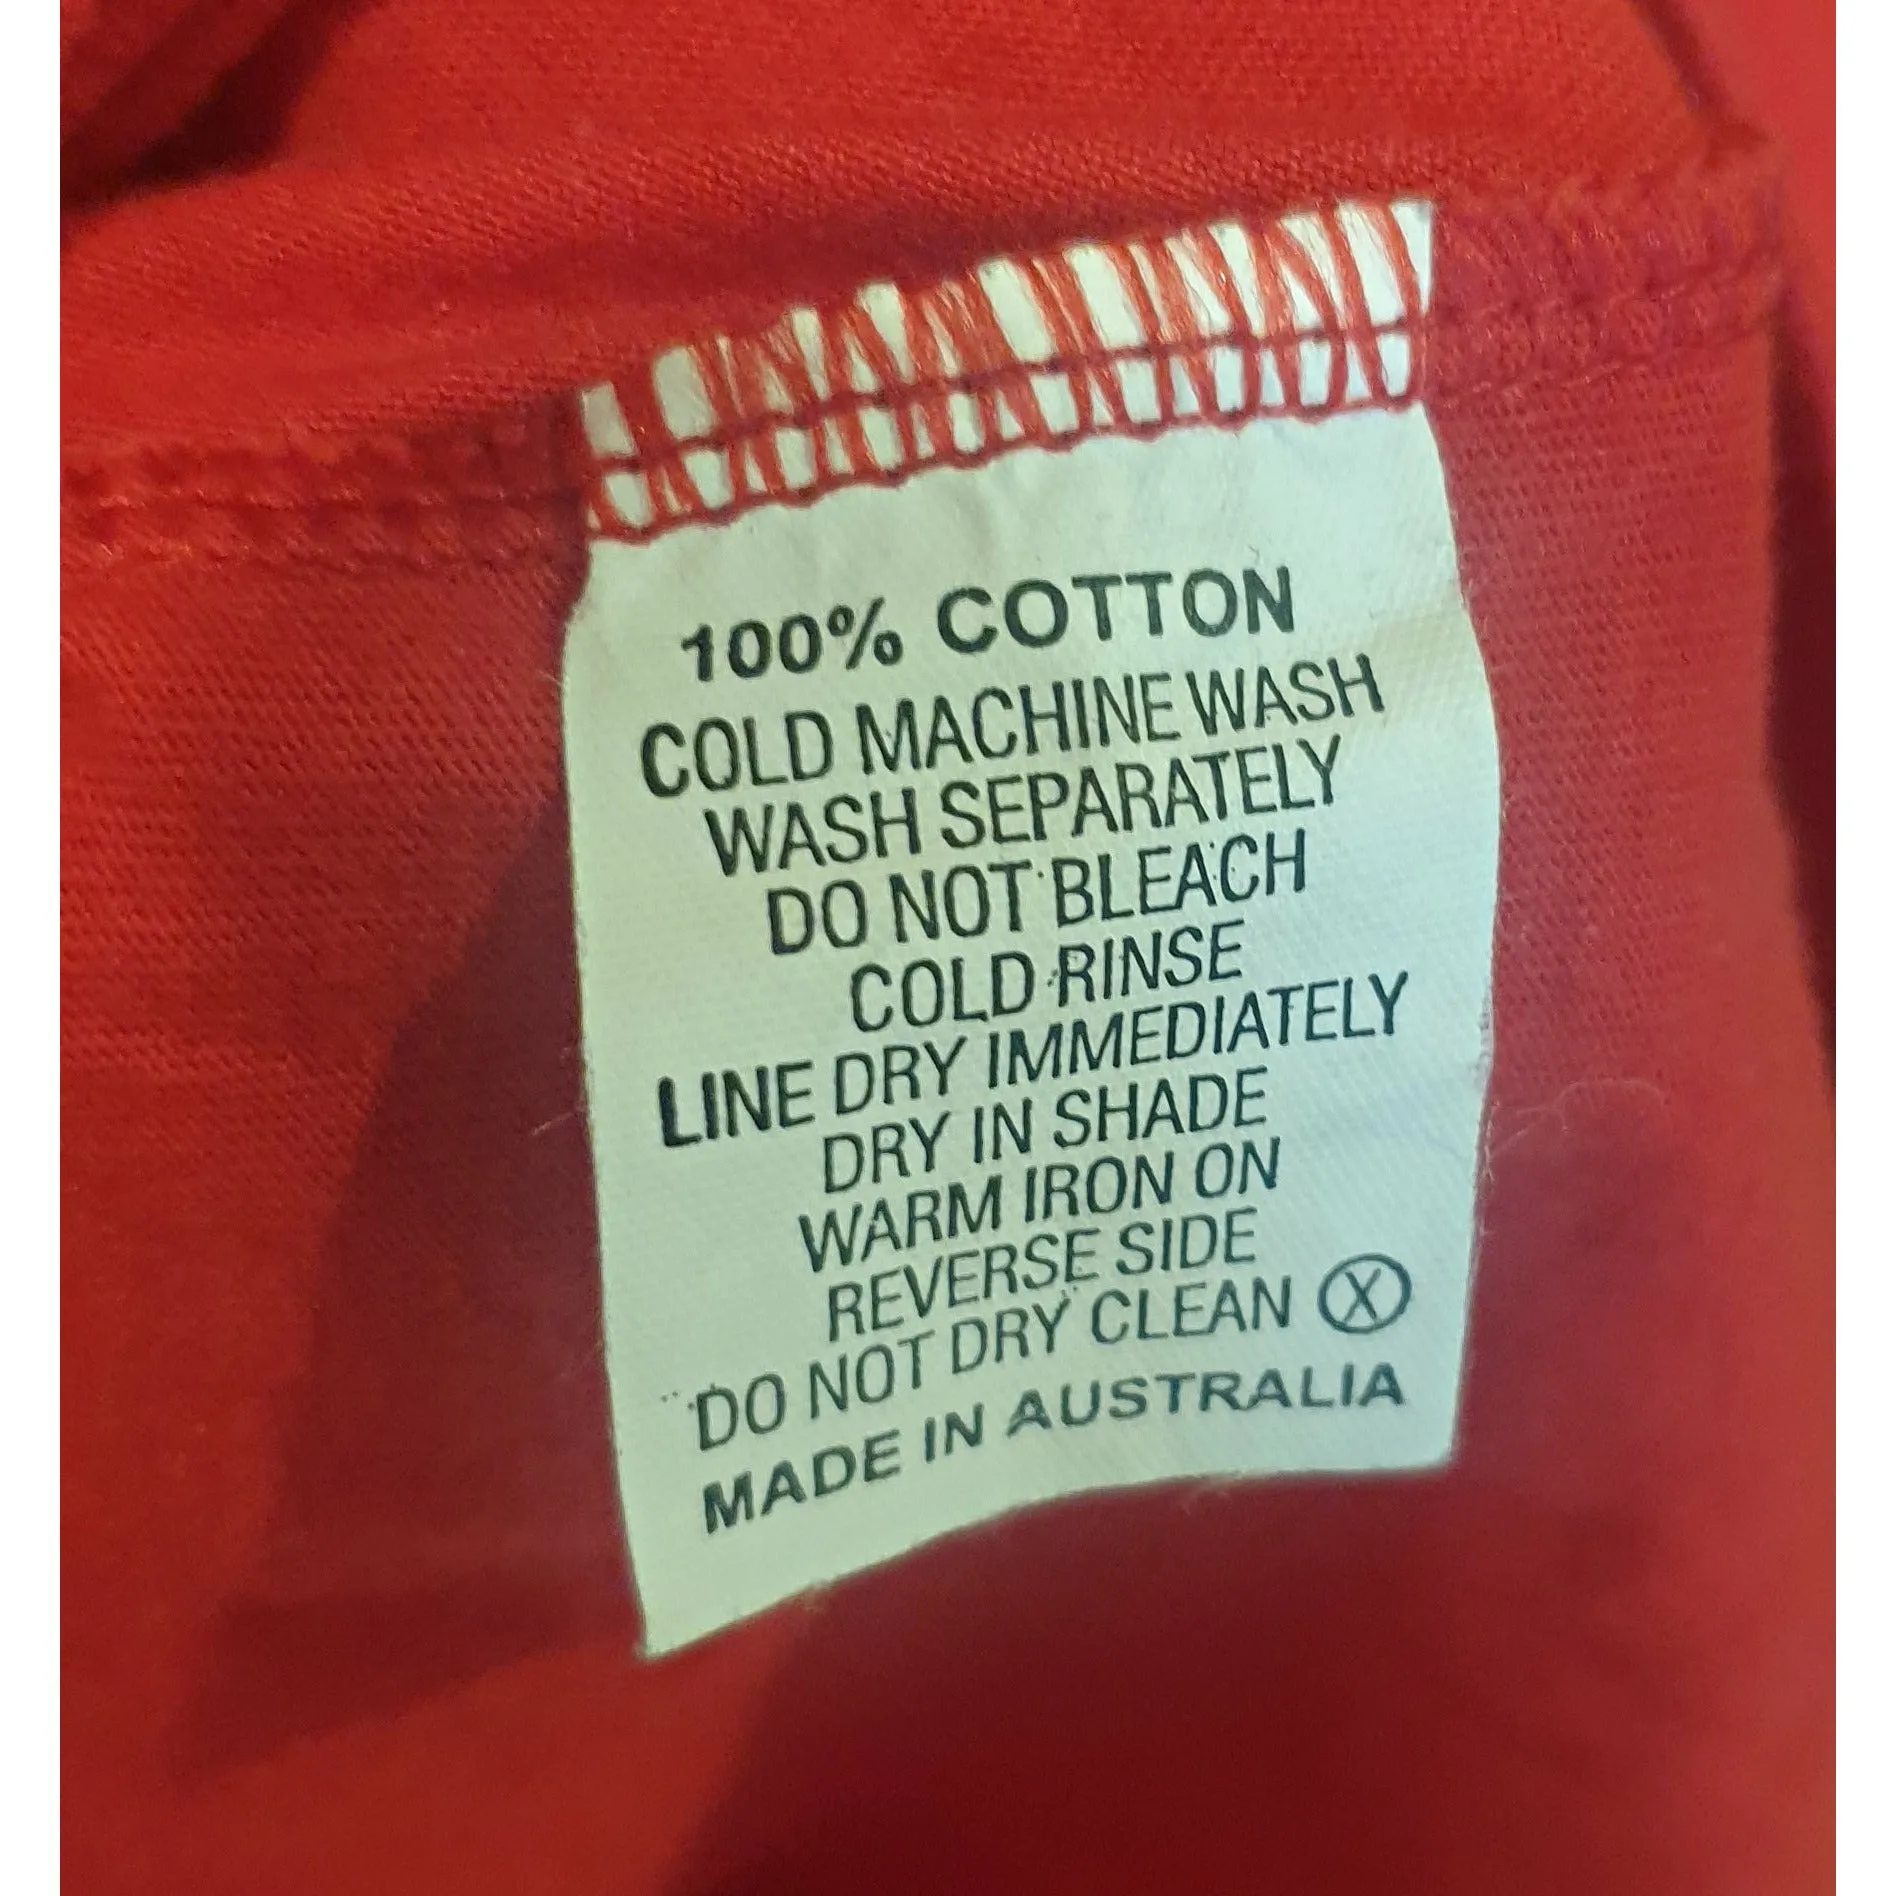 100% COTTON
COLD MACHINE WASH
WASH SEPARATELY
DO NOT BLEACH
COLD RINSE
LINE DRY IMMEDIATELY
DRY IN SHADE
WARM IRON ON
REVERSE SIDE
DO NOT DRY CLEAN Ⓧ
MADE IN AUSTRALIA